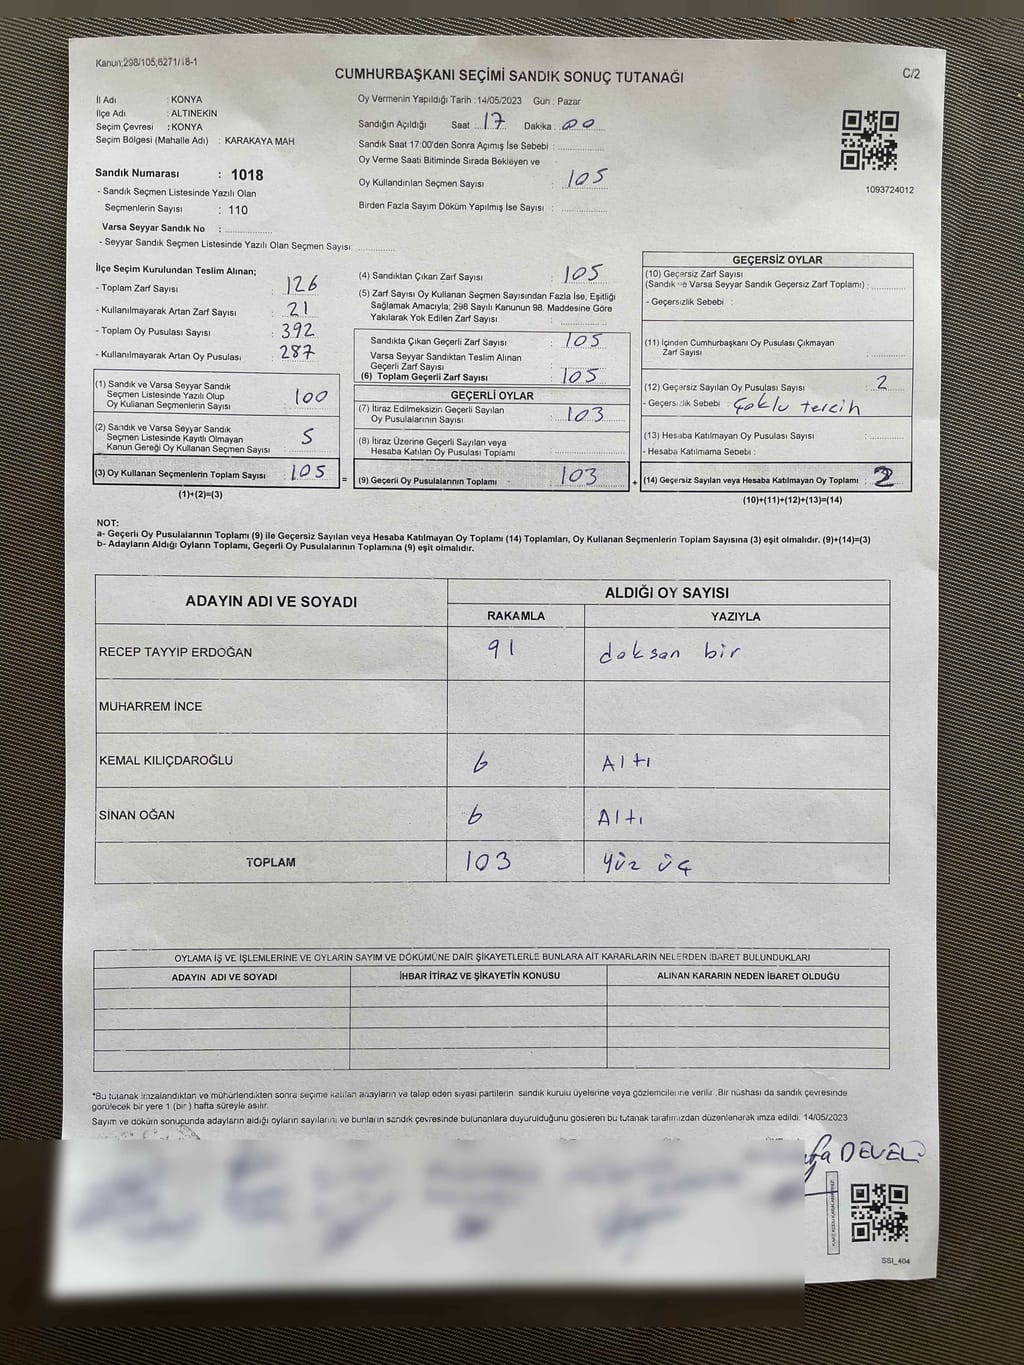 Kanun;298/105;6271/18-1
CUMHURBAŞKANI SEÇİMİ SANDIK SONUÇ TUTANAĞI
C/2
İl Adı : KONYA
İlçe Adı : ALTINEKİN
Seçim Çevresi : KONYA
Seçim Bölgesi (Mahalle Adı) : KARAKAYA MAH.
Sandık Numarası : 1018
- Sandık Seçmen Listesinde Yazılı Olan
Seçmenlerin Sayısı : 110
Varsa Seyyar Sandık No :
- Seyyar Sandık Seçmen Listesinde Yazılı Olan Seçmen Sayısı
Oy Vermenin Yapıldığı Tarih : 14/05/2023 Gün : Pazar
Sandığın Açıldığı Saat 17 Dakika : 00
Sandık Saat 17:00'den Sonra Açımış İse Sebebi :
Oy Verme Saati Bitiminde Sırada Bekleyen ve
Oy Kullandırılan Seçmen Sayısı : 105
Birden Fazla Sayım Döküm Yapılmış İse Sayısı :
1093724012
İlçe Seçim Kurulundan Teslim Alınan;
- Toplam Zarf Sayısı : 126
- Kullanılmayarak Artan Zarf Sayısı : 21
- Toplam Oy Pusulası Sayısı : 392
- Kullanılmayarak Artan Oy Pusulası : 287
(1) Sandık ve Varsa Seyyar Sandık
Seçmen Listesinde Yazılı Olup
Oy Kullanan Seçmenlerin Sayısı : 100
(2) Sandık ve Varsa Seyyar Sandık
Seçmen Listesinde Kayıtlı Olmayan
Kanun Gereği Oy Kullanan Seçmen Sayısı : 5
(3) Oy Kullanan Seçmenlerin Toplam Sayısı : 105
(1)+(2)=(3)
=
(4) Sandıktan Çıkan Zarf Sayısı : 105
(5) Zarf Sayısı Oy Kullanan Seçmen Sayısından Fazla İse, Eşitliği
Sağlamak Amacıyla; 298 Sayılı Kanunun 98. Maddesine Göre
Yakılarak Yok Edilen Zarf Sayısı :
Sandıkta Çıkan Geçerli Zarf Sayısı : 105
Varsa Seyyar Sandıktan Teslim Alınan
Geçerli Zarf Sayısı :
(6) Toplam Geçerli Zarf Sayısı : 105
GEÇERLİ OYLAR
(7) İtiraz Edilmeksizin Geçerli Sayılan
Oy Pusulalarının Sayısı : 103
(8) İtiraz Üzerine Geçerli Sayılan veya
Hesaba Katılan Oy Pusulası Toplamı
(9) Geçerli Oy Pusulalarının Toplamı : 103
+
GEÇERSİZ OYLAR
(10) Geçersiz Zarf Sayısı
(Sandık ve Varsa Seyyar Sandık Geçersiz Zarf Toplamı) :
- Geçersizlik Sebebi :
(11) İçinden Cumhurbaşkanı Oy Pusulası Çıkmayan
Zarf Sayısı :
(12) Geçersiz Sayılan Oy Pusulası Sayısı : 2
- Geçersizlik Sebebi : Çoklu tercih
(13) Hesaba Katılmayan Oy Pusulası Sayısı :
- Hesaba Katılmama Sebebi :
(14) Geçersiz Sayılan veya Hesaba Katılmayan Oy Toplamı : 2
(10)+(11)+(12)+(13)=(14)
NOT:
a- Geçerli Oy Pusulalarının Toplamı (9) ile Geçersiz Sayılan veya Hesaba Katılmayan Oy Toplamı (14) Toplamları, Oy Kullanan Seçmenlerin Toplam Sayısına (3) eşit olmalıdır. (9)+(14)=(3)
b- Adayların Aldığı Oyların Toplamı, Geçerli Oy Pusulalarının Toplamına (9) eşit olmalıdır.
ADAYIN ADI VE SOYADI
ALDIĞI OY SAYISI
RAKAMLA YAZIYLA
RECEP TAYYİP ERDOĞAN 91 doksan bir
MUHARREM İNCE
KEMAL KILIÇDAROĞLU 6 Altı
SİNAN OĞAN 6 Altı
TOPLAM 103 yüz üç
OYLAMA İŞ VE İŞLEMLERİNE VE OYLARIN SAYIM VE DÖKÜMÜNE DAİR ŞİKAYETLERLE BUNLARA AİT KARARLARIN NELERDEN İBARET BULUNDUKLARI
ADAYIN ADI VE SOYADI İHBAR İTİRAZ VE ŞİKAYETİN KONUSU ALINAN KARARIN NEDEN İBARET OLDUĞU
*Bu tutanak imzalandıktan ve mühürlendikten sonra seçime katılan adayların ve talep eden siyasi partilerin sandık kurulu üyelerine veya gözlemcilerine verilir. Bir nüshası da sandık çevresinde
görülecek bir yere 1 (bir ) hafta süreyle asılır.
Sayım ve döküm sonucunda adayların aldığı oyların sayılarını ve bunların sandık çevresinde bulunanlara duyurulduğunu gösteren bu tutanak tarafımızdan düzenlenerek imza edildi. 14/05/2023
DEVELİ
SSI_404